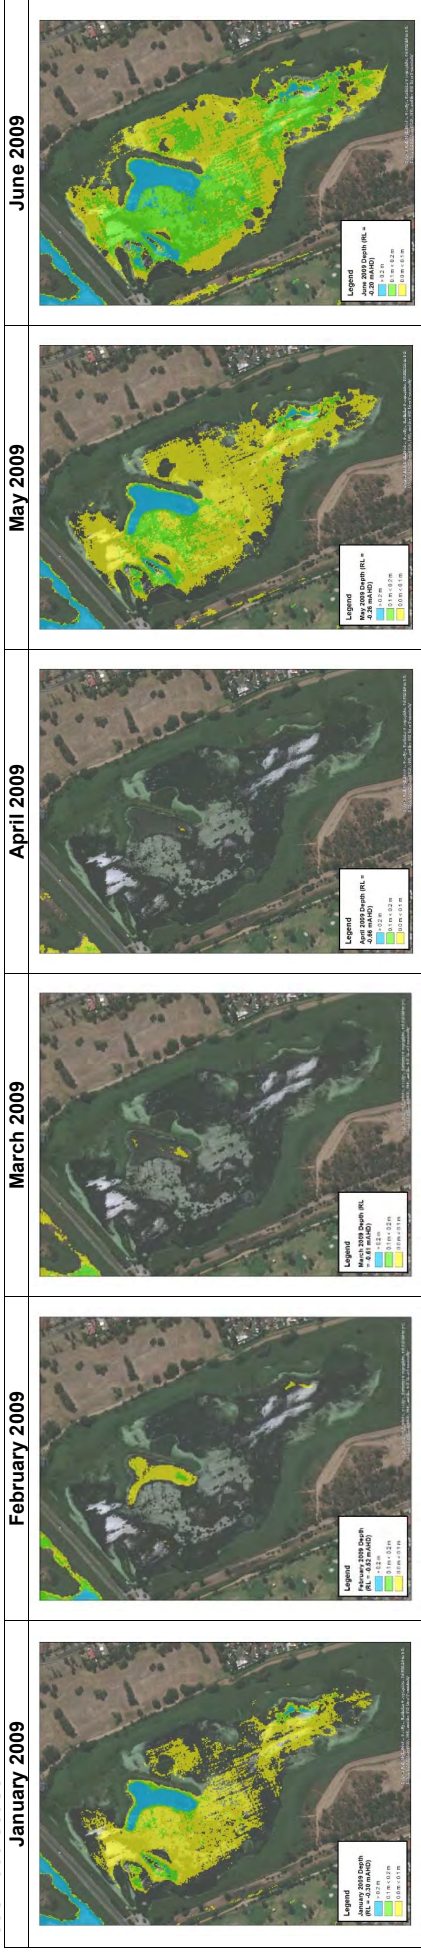 January 2009
Legend
January 2009 Depth
(RL = -0.30 mAHD)
> 0.2 m
0.1 m < 0.2 m
0.0 m < 0.1 m
February 2009
Legend
February 2009 Depth
(RL = -0.52 mAHD)
> 0.2 m
0.1 m < 0.2 m
0.0 m < 0.1 m
March 2009
Legend
March 2009 Depth (RL
= -0.61 mAHD)
> 0.2 m
0.1 m < 0.2 m
0.0 m < 0.1 m
April 2009
Legend
April 2009 Depth (RL =
-0.66 mAHD)
> 0.2 m
0.1 m < 0.2 m
0.0 m < 0.1 m
May 2009
Legend
May 2009 Depth (RL =
-0.26 mAHD)
> 0.2 m
0.1 m < 0.2 m
0.0 m < 0.1 m
June 2009
Legend
June 2009 Depth (RL =
-0.20 mAHD)
> 0.2 m
0.1 m < 0.2 m
0.0 m < 0.1 m